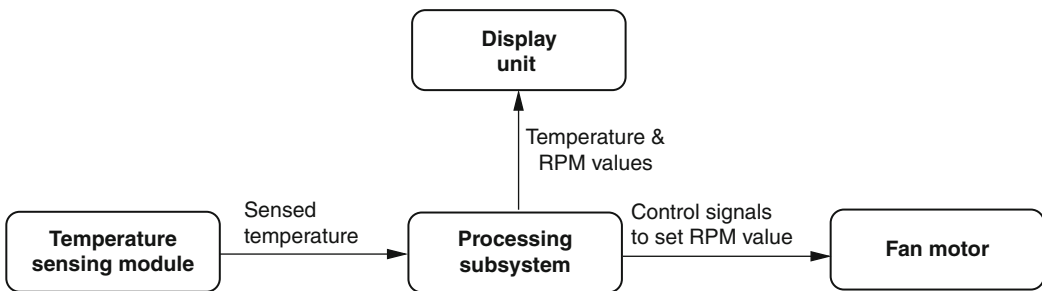 Display
unit
Temperature &
RPM values
Temperature
sensing module
Sensed
temperature
Processing
subsystem
Control signals
to set RPM value
Fan motor